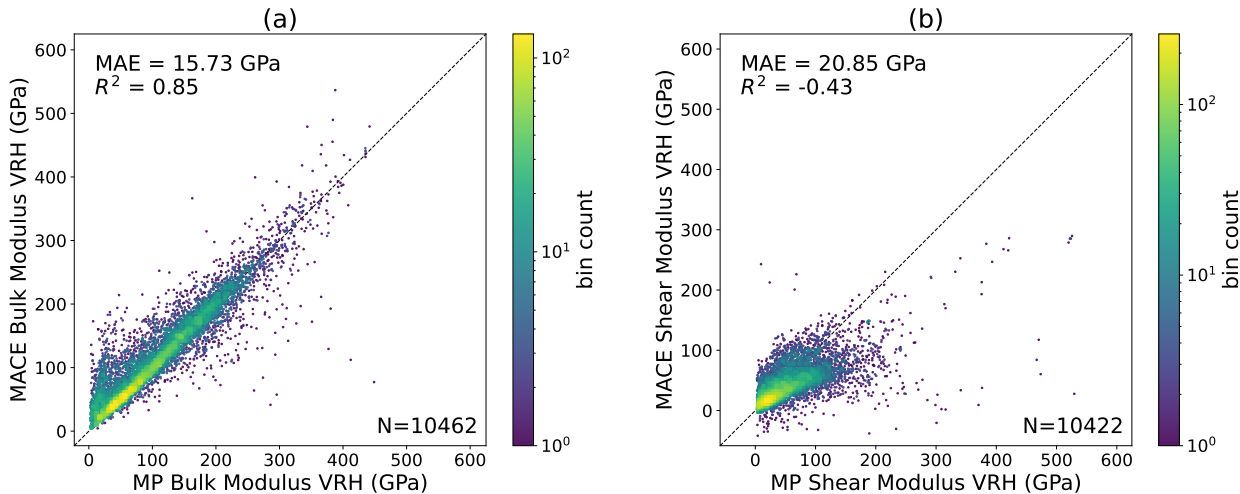 (a)
MAE = 15.73 GPa
R² = 0.85
N=10462
MACE Bulk Modulus VRH (GPa)
600
500
400
300
200
100
0
0 100 200 300 400 500 600
MP Bulk Modulus VRH (GPa)
10²
10¹
10⁰
bin count
(b)
MAE = 20.85 GPa
R² = -0.43
N=10422
MACE Shear Modulus VRH (GPa)
600
500
400
300
200
100
0
0 100 200 300 400 500 600
MP Shear Modulus VRH (GPa)
10²
10¹
10⁰
bin count